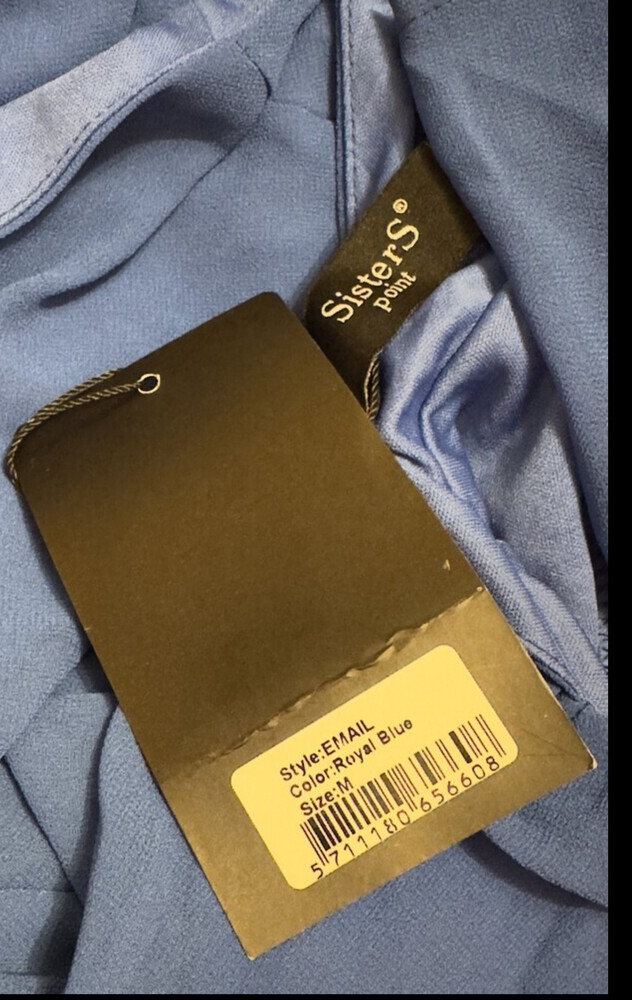 SisterS®
point
Style:EMAIL
Color:Royal Blue
Size:M
5 711180 656608